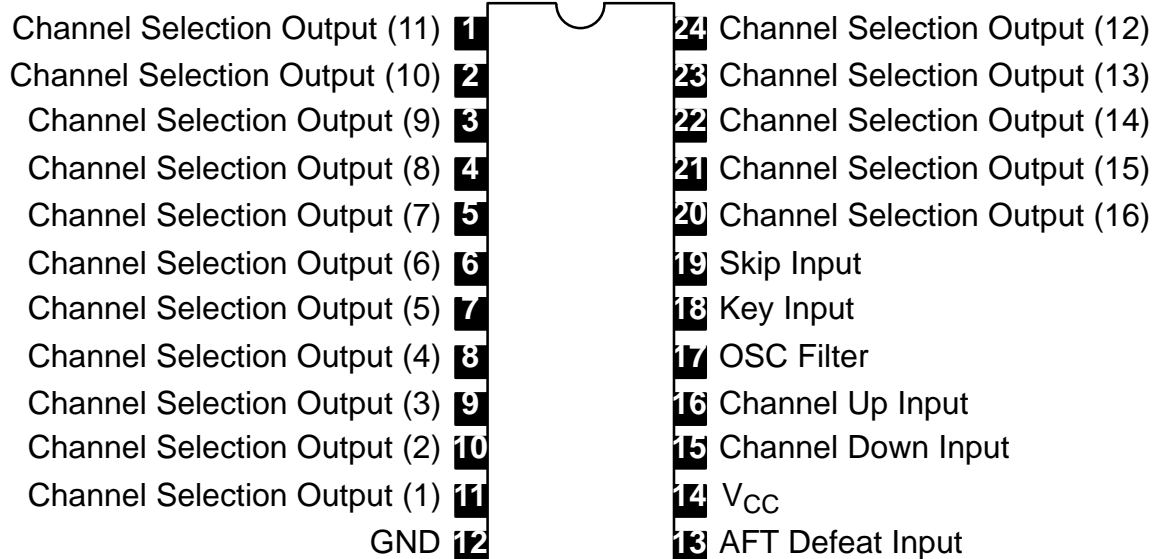 Channel Selection Output (11) 1 24 Channel Selection Output (12)
Channel Selection Output (10) 2 23 Channel Selection Output (13)
Channel Selection Output (9) 3 22 Channel Selection Output (14)
Channel Selection Output (8) 4 21 Channel Selection Output (15)
Channel Selection Output (7) 5 20 Channel Selection Output (16)
Channel Selection Output (6) 6 19 Skip Input
Channel Selection Output (5) 7 18 Key Input
Channel Selection Output (4) 8 17 OSC Filter
Channel Selection Output (3) 9 16 Channel Up Input
Channel Selection Output (2) 10 15 Channel Down Input
Channel Selection Output (1) 11 14 VCC
GND 12 13 AFT Defeat Input